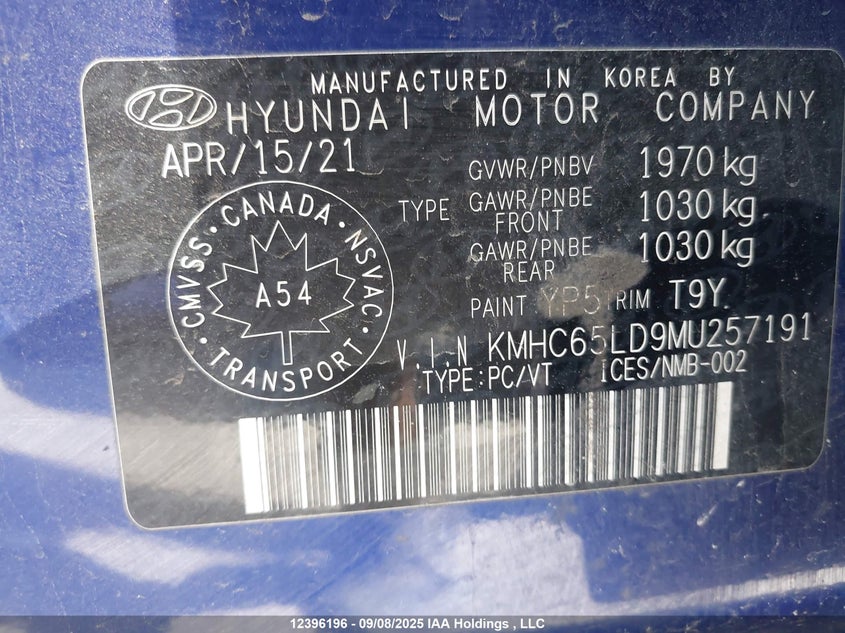 MANUFACTURED IN KOREA BY
HYUNDAI MOTOR COMPANY
APR/15/21
GVWR/PNBV 1970 kg
TYPE
GAWR/PNBE FRONT 1030 kg
GAWR/PNBE REAR 1030 kg
CANADA
CMVSS · NSVAC
A54
TRANSPORT
PAINT YP5 TRIM T9Y
V.I.N KMHC65LD9MU257191
TYPE:PC/VT ICES/NMB-002
12396196 - 09/08/2025 IAA Holdings , LLC